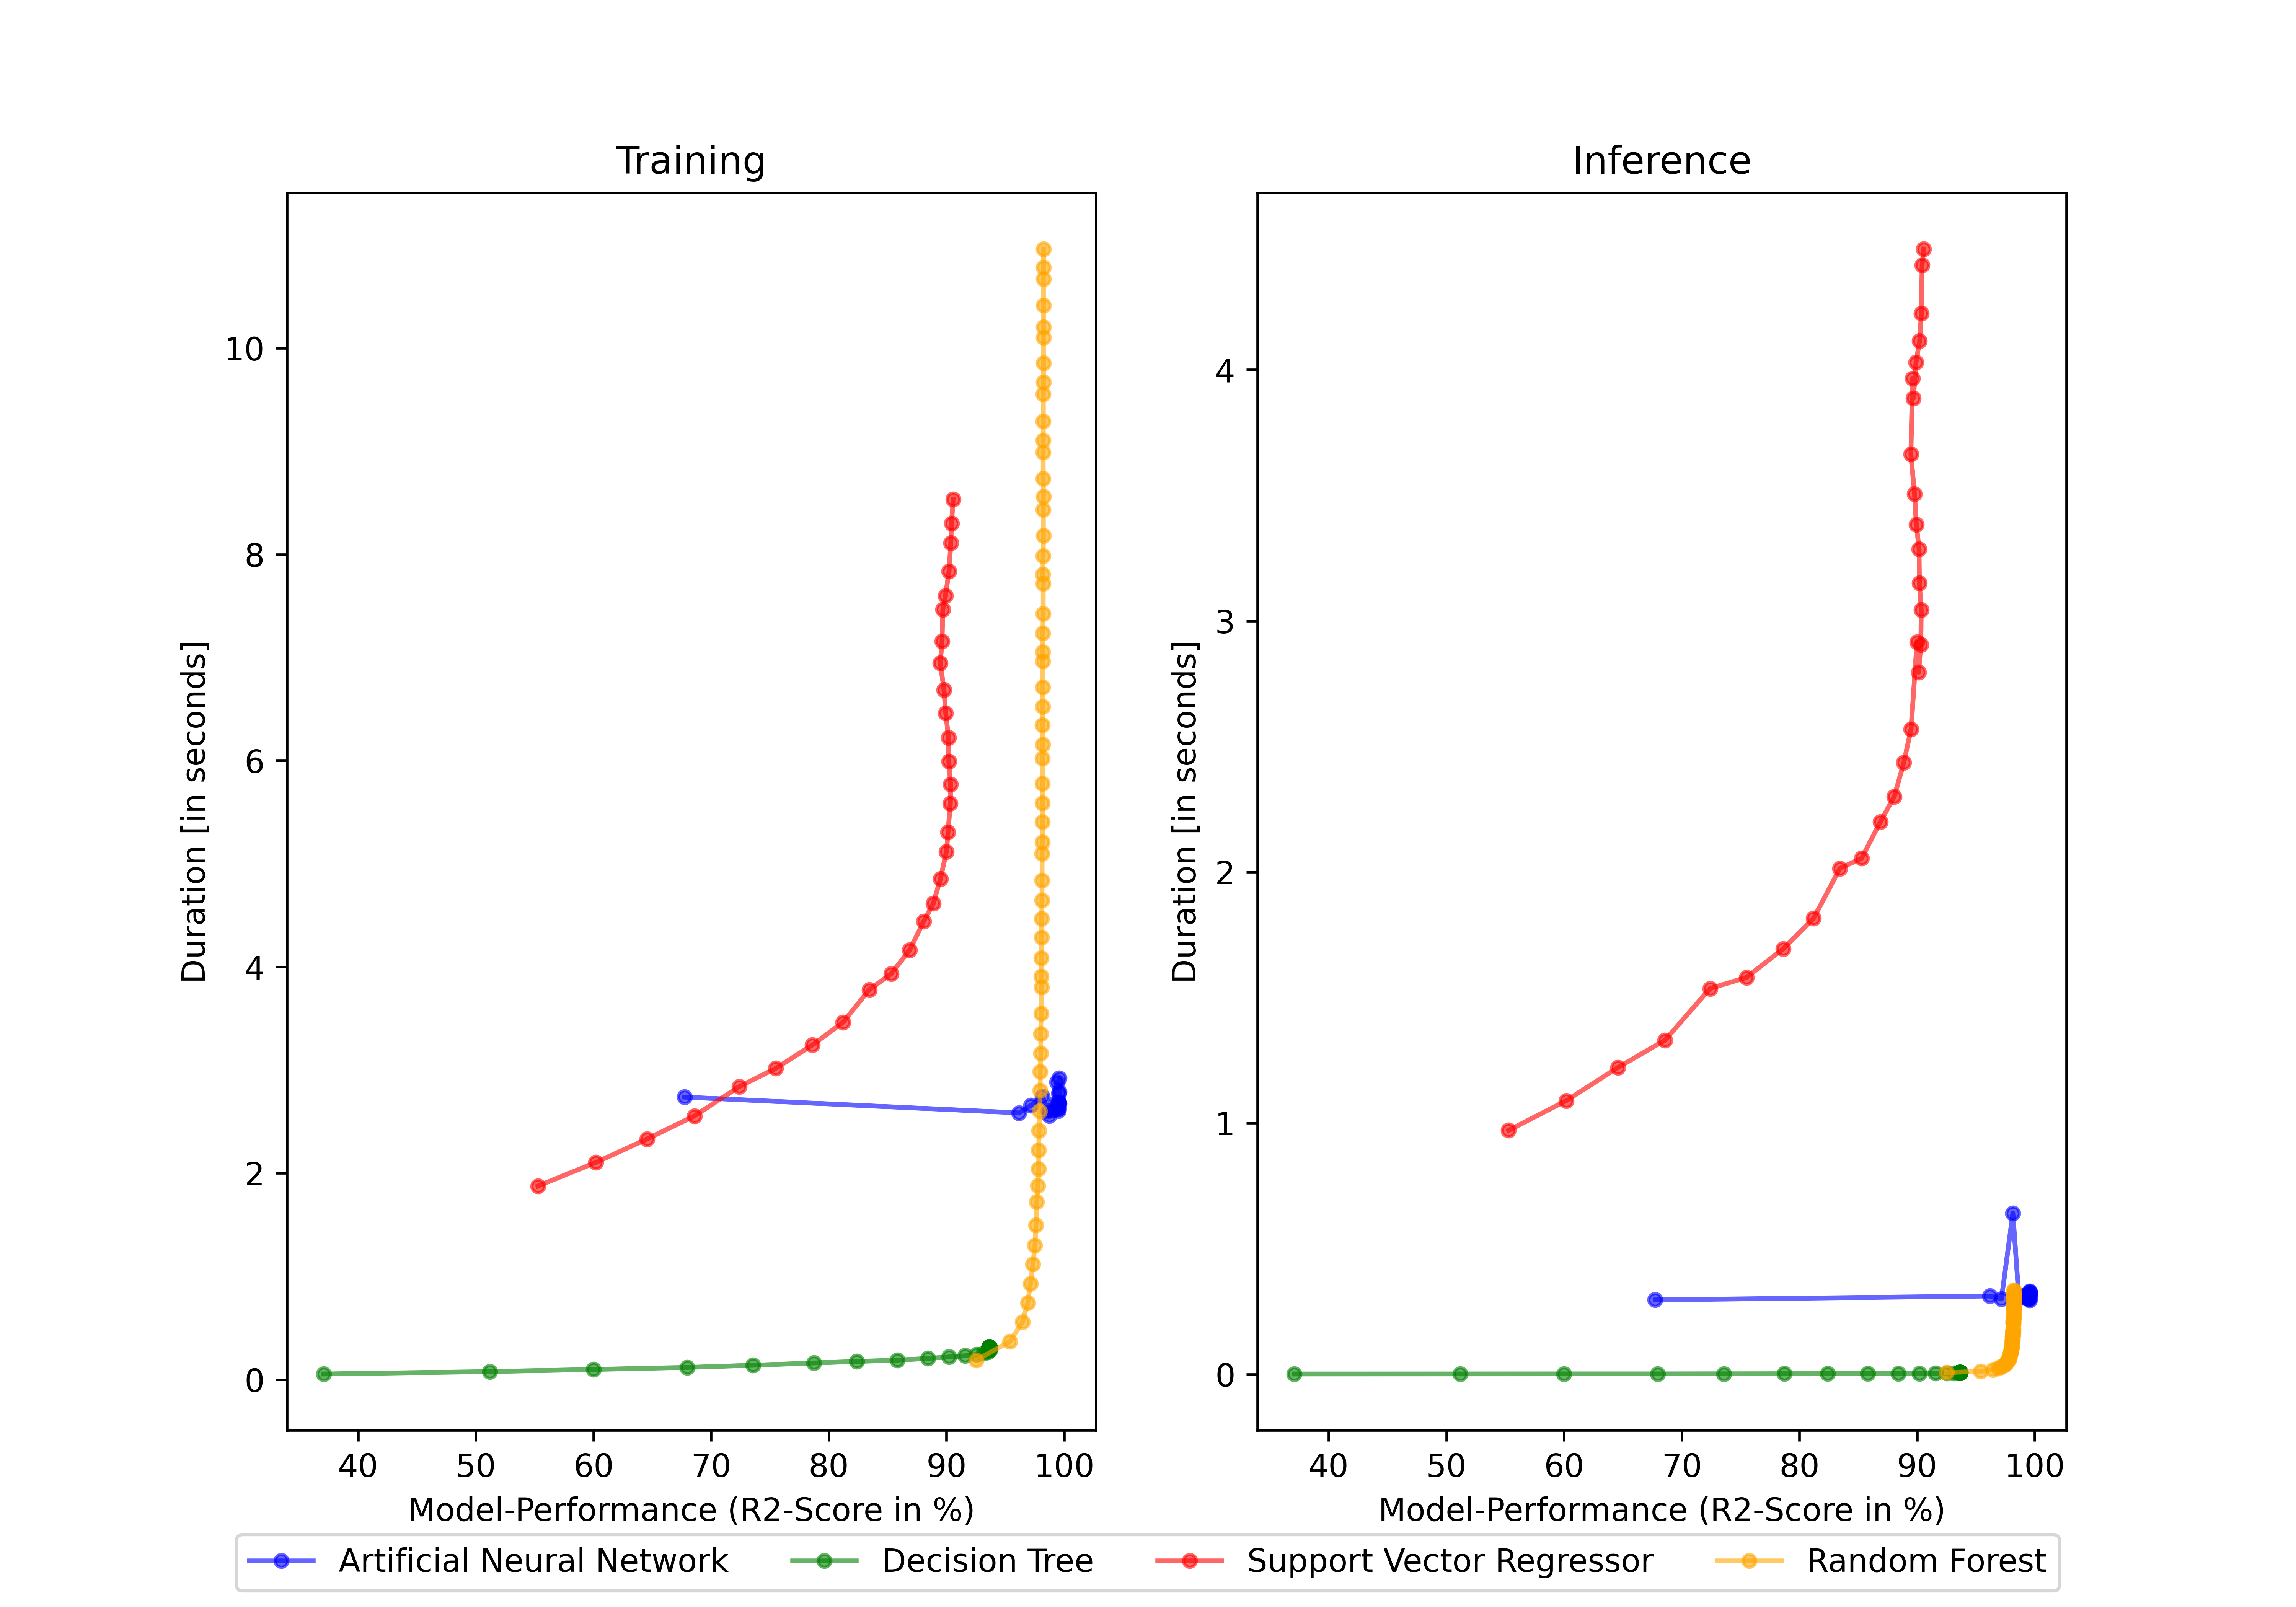 Training
Duration [in seconds]
10
8
6
4
2
0
40 50 60 70 80 90 100
Model-Performance (R2-Score in %)
Inference
Duration [in seconds]
4
3
2
1
0
40 50 60 70 80 90 100
Model-Performance (R2-Score in %)
Artificial Neural Network Decision Tree Support Vector Regressor Random Forest